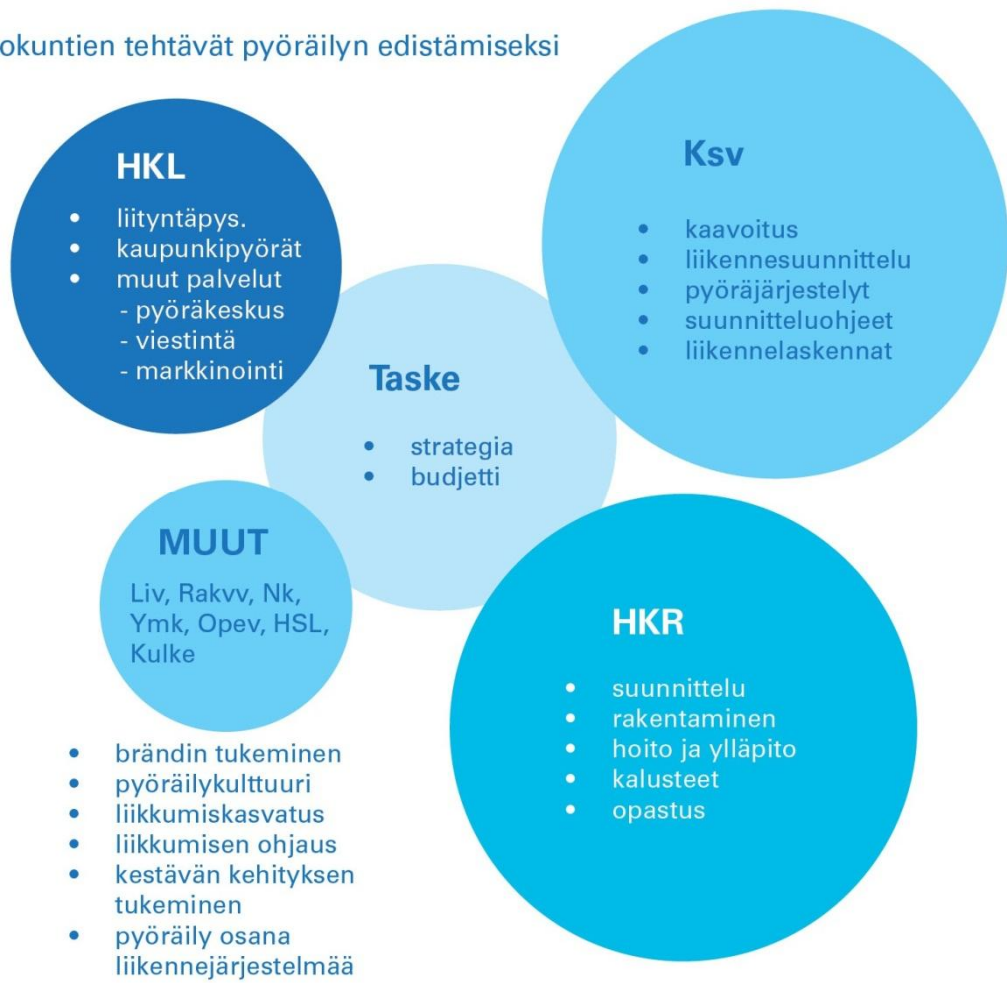 okuntien tehtävät pyöräilyn edistämiseksi
HKL
• liityntäpys.
• kaupunkipyörät
• muut palvelut
- pyöräkeskus
- viestintä
- markkinointi
Ksv
• kaavoitus
• liikennesuunnittelu
• pyöräjärjestelyt
• suunnitteluohjeet
• liikennelaskennat
Taske
• strategia
• budjetti
MUUT
Liv, Rakvv, Nk,
Ymk, Opev, HSL,
Kulke
• brändin tukeminen
• pyöräilykulttuuri
• liikkumiskasvatus
• liikkumisen ohjaus
• kestävän kehityksen
tukeminen
• pyöräily osana
liikennejärjestelmää
HKR
• suunnittelu
• rakentaminen
• hoito ja ylläpito
• kalusteet
• opastus